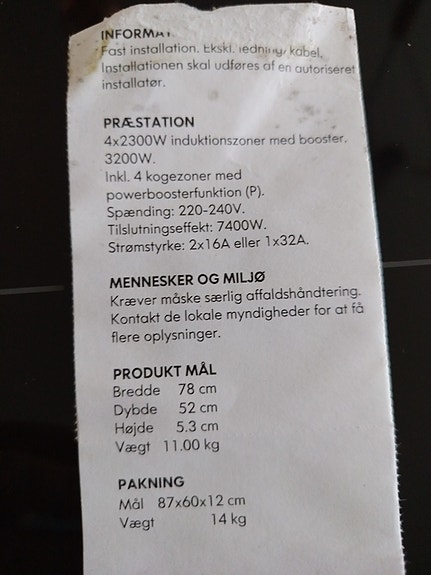 INFORMA
Fast installation. Ekskl. ledning/kabel.
Installationen skal udføres af en autoriseret
installatør.
PRÆSTATION
4x2300W induktionszoner med booster,
3200W.
Inkl. 4 kogezoner med
powerboosterfunktion (P).
Spænding: 220-240V.
Tilslutningseffekt: 7400W.
Strømstyrke: 2x16A eller 1x32A.
MENNESKER OG MILJØ
Kræver måske særlig affaldshåndtering.
Kontakt de lokale myndigheder for at få
flere oplysninger.
PRODUKT MÅL
Bredde 78 cm
Dybde 52 cm
Højde 5.3 cm
Vægt 11.00 kg
PAKNING
Mål 87x60x12 cm
Vægt 14 kg